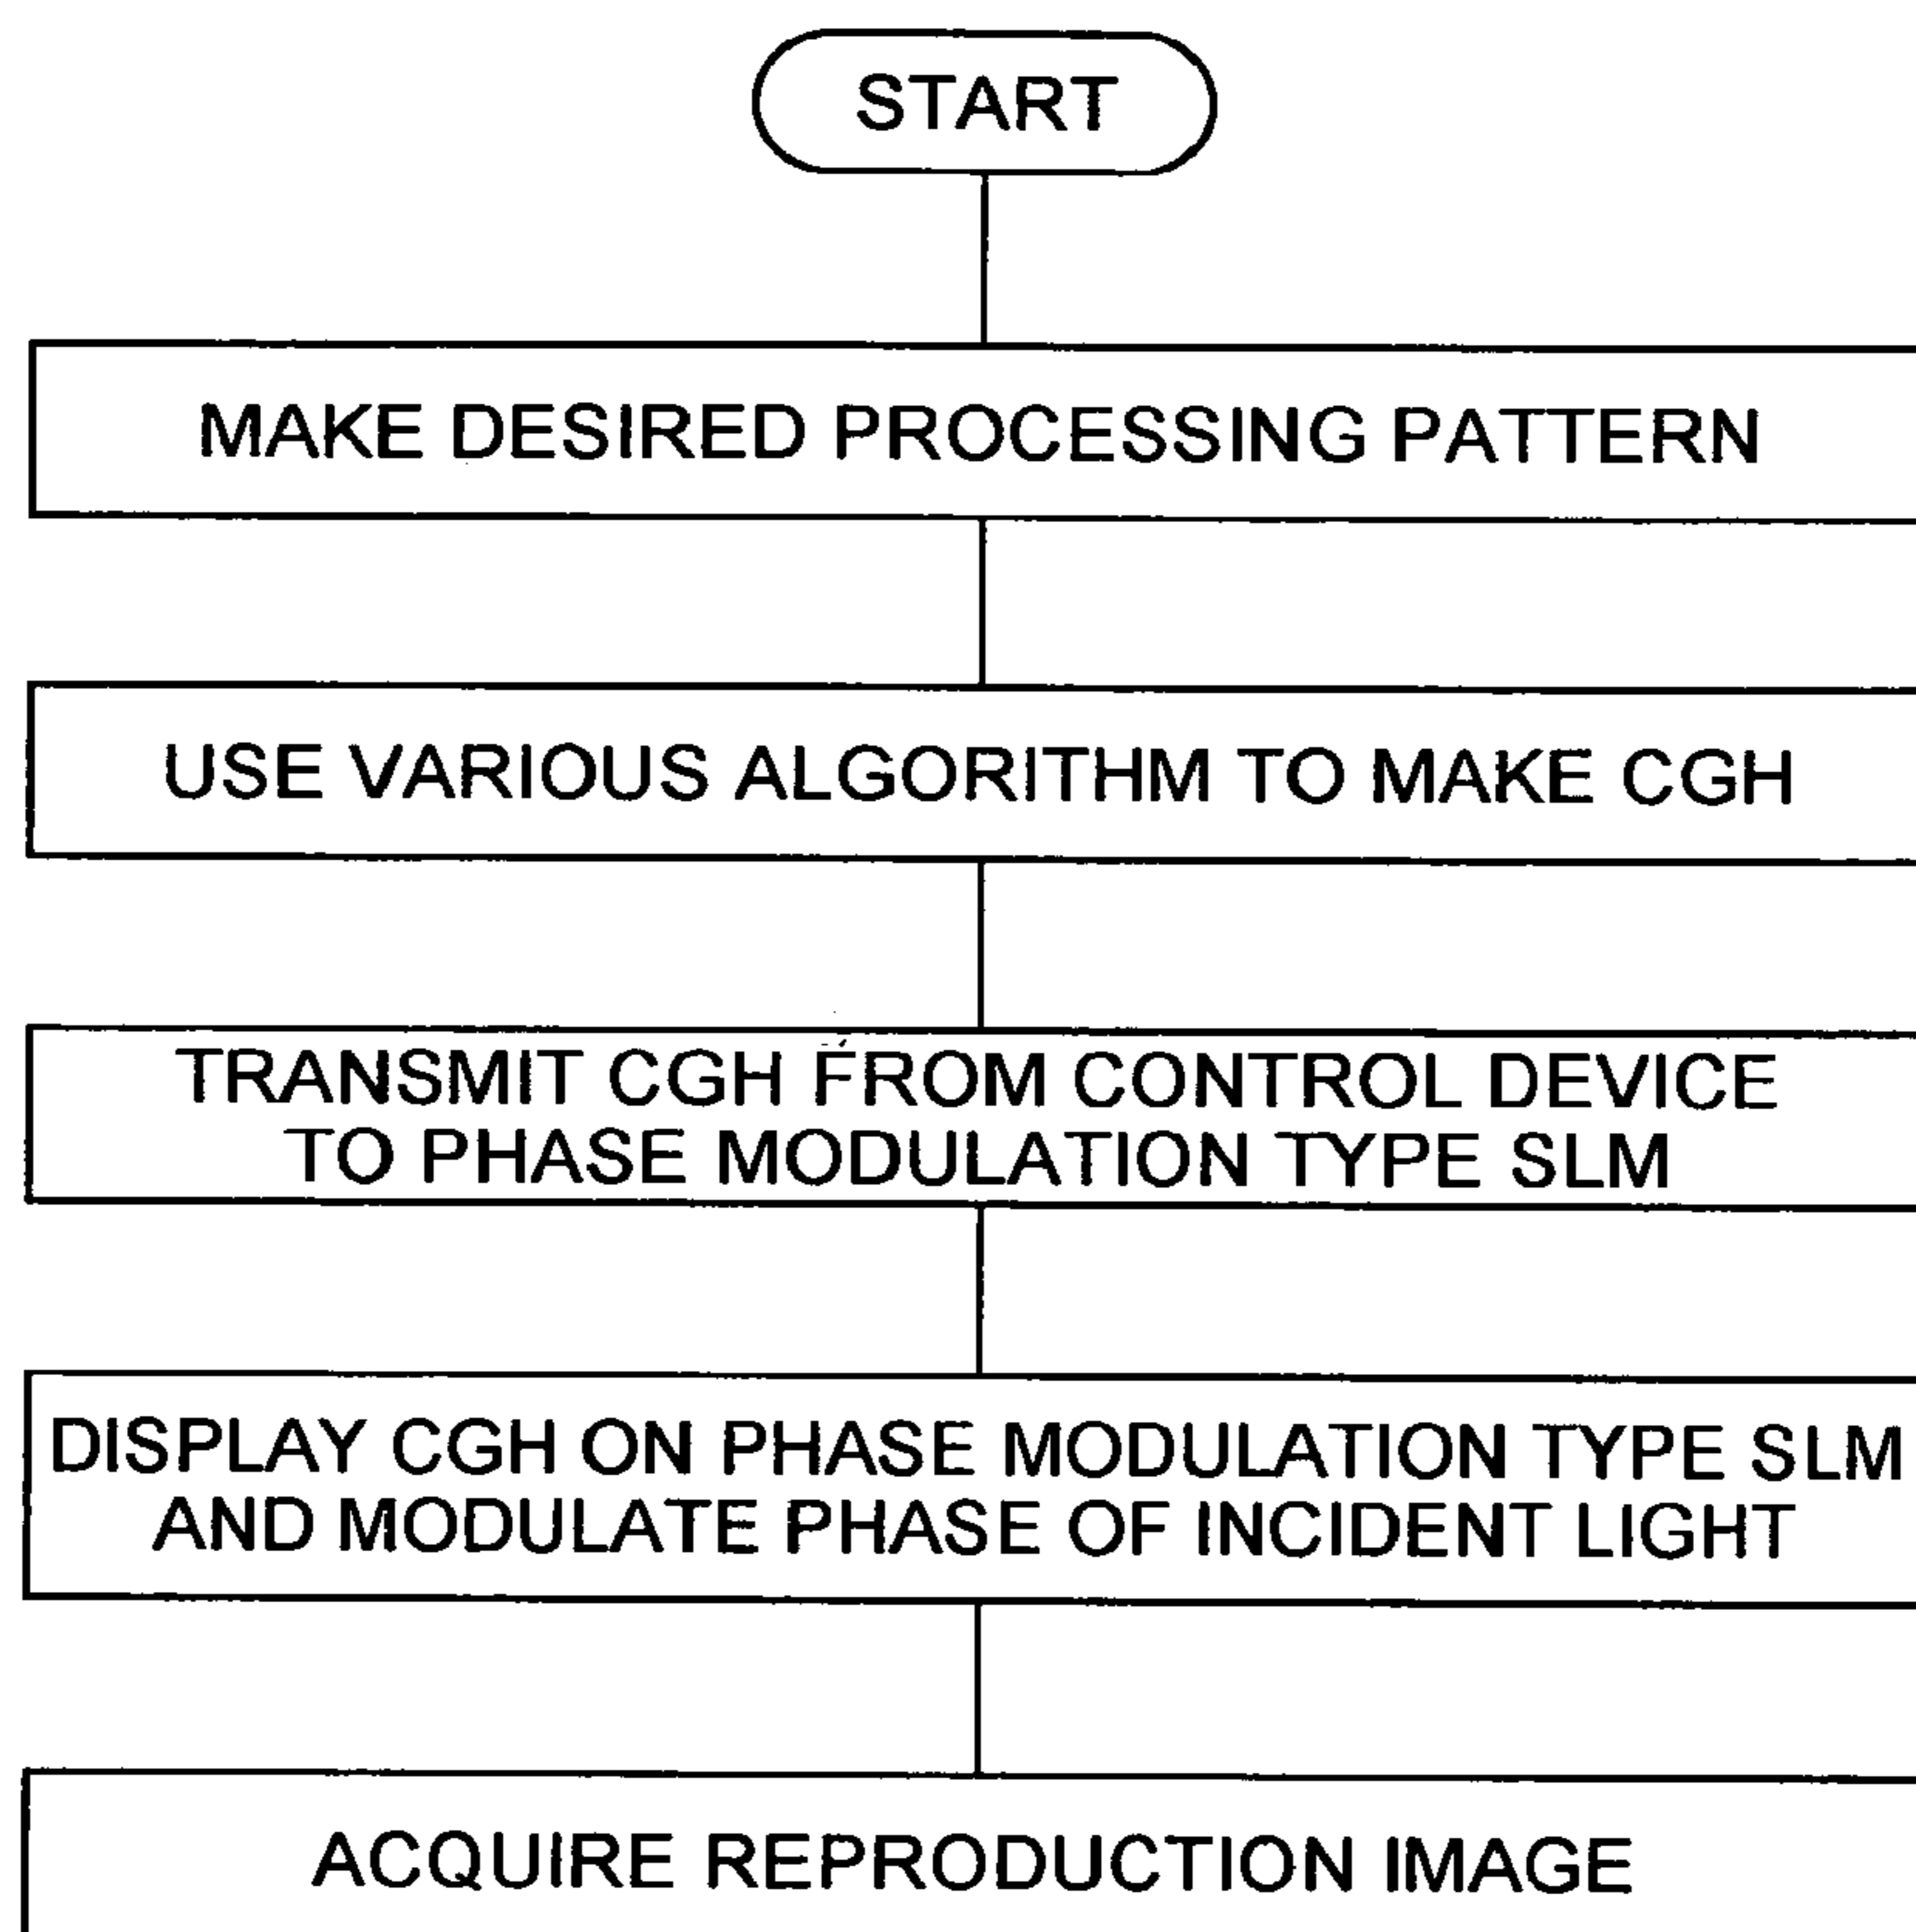 START
MAKE DESIRED PROCESSING PATTERN
USE VARIOUS ALGORITHM TO MAKE CGH
TRANSMIT CGH FROM CONTROL DEVICE
TO PHASE MODULATION TYPE SLM
DISPLAY CGH ON PHASE MODULATION TYPE SLM
AND MODULATE PHASE OF INCIDENT LIGHT
ACQUIRE REPRODUCTION IMAGE